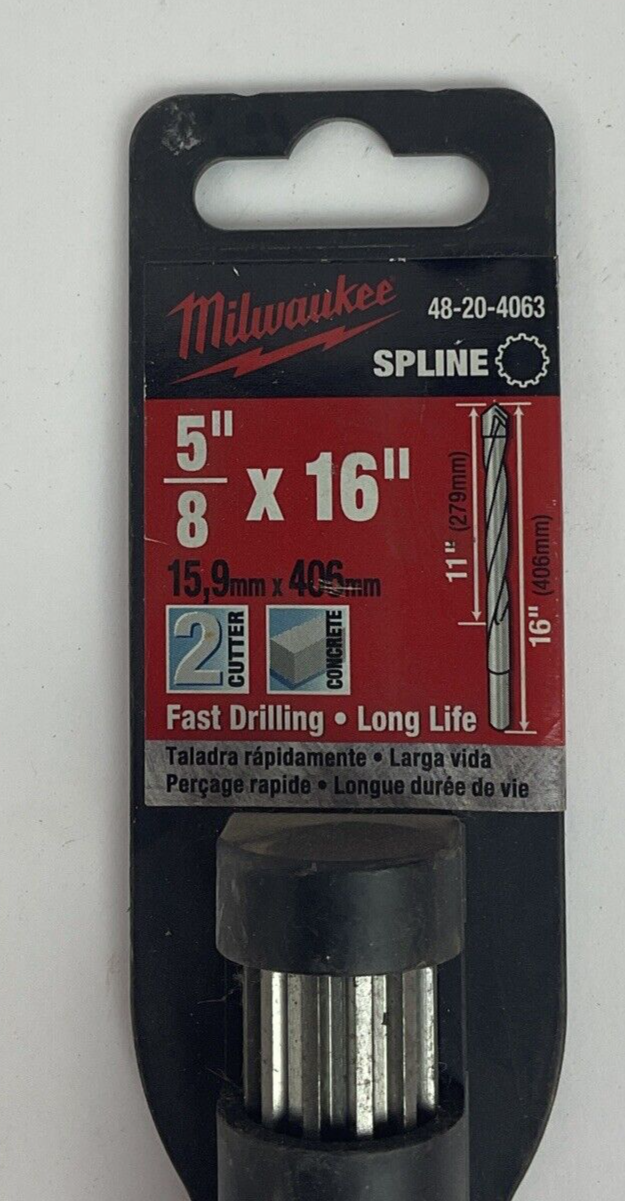 Milwaukee
48-20-4063
SPLINE
5"
8 x 16"
15,9mm x 406mm
11" (279mm)
16" (406mm)
2 CUTTER
CONCRETE
Fast Drilling • Long Life
Taladra rápidamente • Larga vida
Perçage rapide • Longue durée de vie